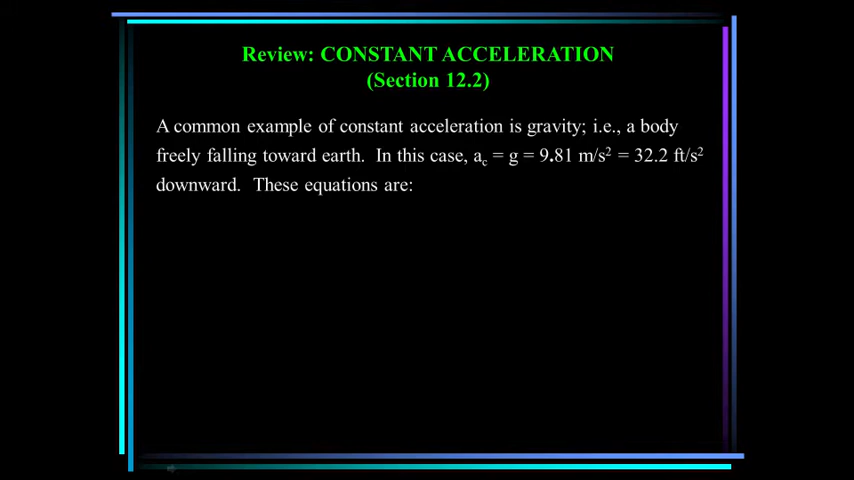 Review: CONSTANT ACCELERATION
(Section 12.2)
A common example of constant acceleration is gravity; i.e., a body
freely falling toward earth. In this case, a_c = g = 9.81 m/s² = 32.2 ft/s²
downward. These equations are: